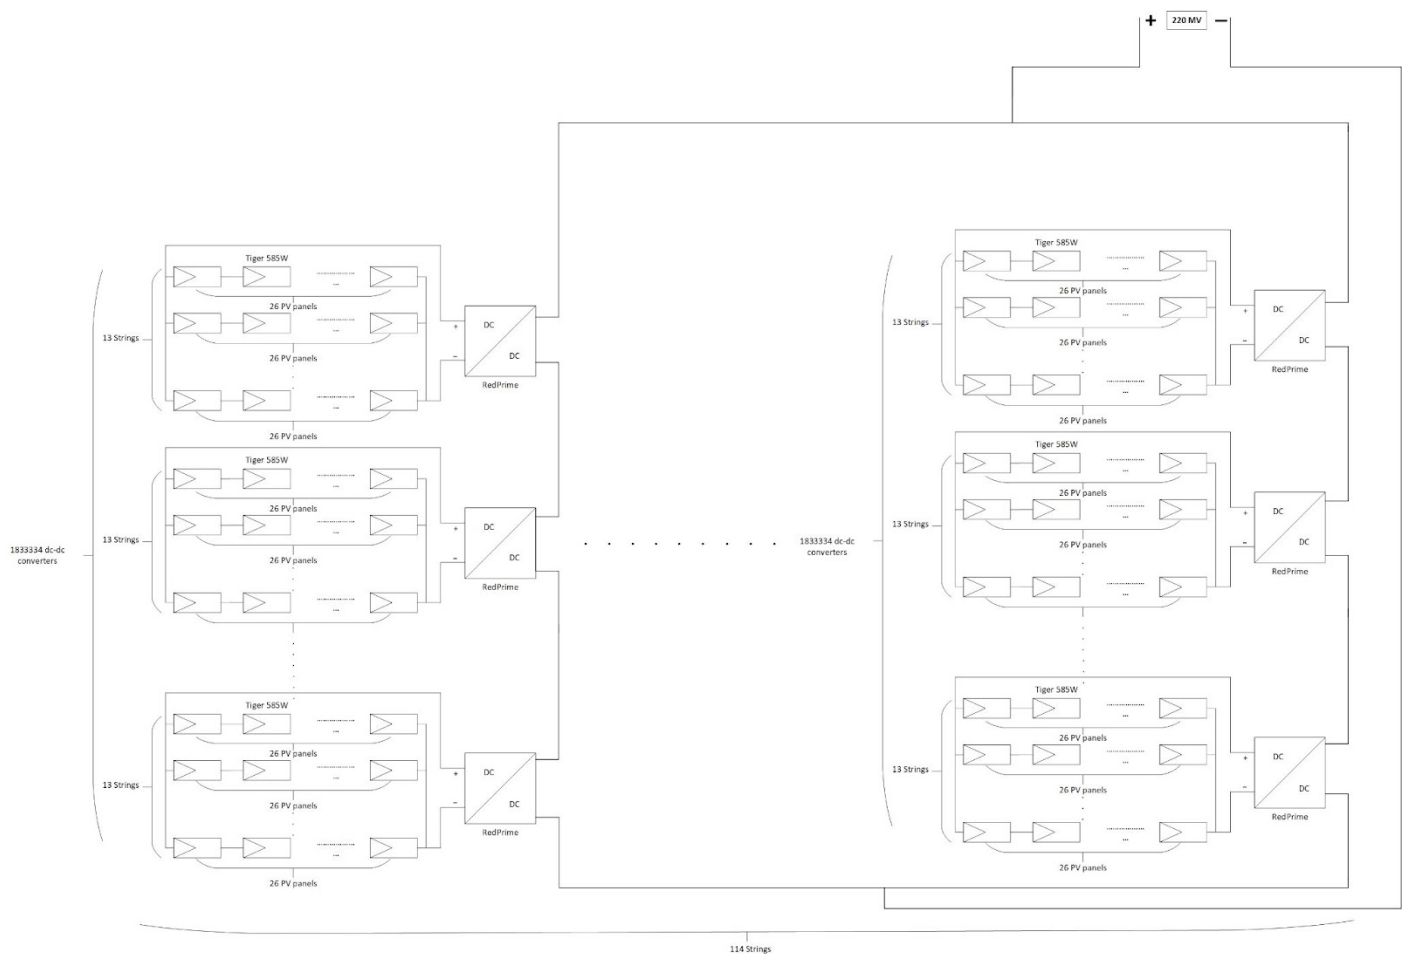 + 220 MV −
Tiger 585W
26 PV panels
26 PV panels
26 PV panels
13 Strings
+
−
DC
DC
RedPrime
Tiger 585W
26 PV panels
26 PV panels
26 PV panels
13 Strings
+
−
DC
DC
RedPrime
Tiger 585W
26 PV panels
26 PV panels
26 PV panels
13 Strings
+
−
DC
DC
RedPrime
1833334 dc-dc
converters
Tiger 585W
26 PV panels
26 PV panels
26 PV panels
13 Strings
+
−
DC
DC
RedPrime
Tiger 585W
26 PV panels
26 PV panels
13 Strings
+
−
DC
DC
RedPrime
Tiger 585W
26 PV panels
26 PV panels
26 PV panels
13 Strings
+
−
DC
DC
RedPrime
1833334 dc-dc
converters
114 Strings